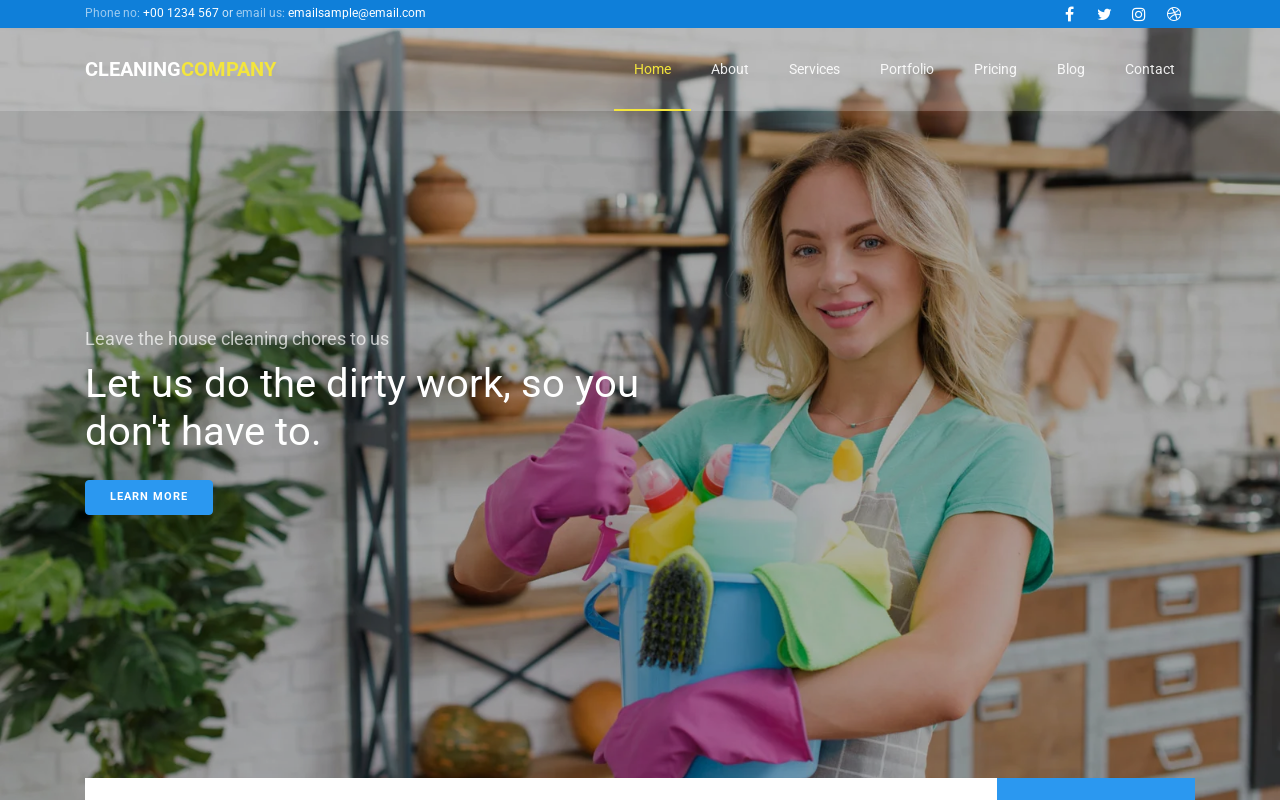 Phone no: +00 1234 567 or email us: emailsample@email.com
CLEANINGCOMPANY
Home About Services Portfolio Pricing Blog Contact
Leave the house cleaning chores to us
Let us do the dirty work, so you
don't have to.
LEARN MORE